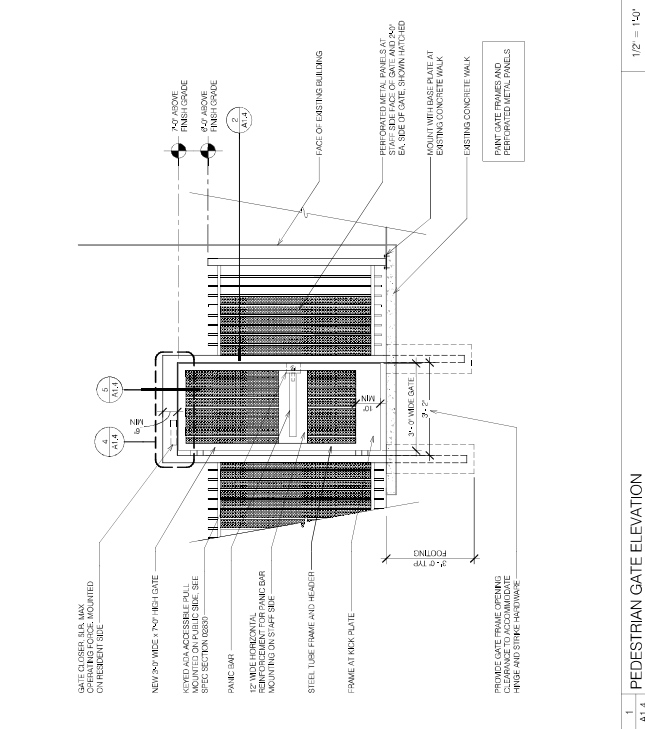 GATE CLOSER, 5LB. MAX.
OPERATING FORCE, MOUNTED
ON RESIDENT SIDE
NEW 3'-0" WIDE x 7'-0" HIGH GATE
KEYED ADA ACCESSIBLE PULL
MOUNTED ON PUBLIC SIDE, SEE
SPEC SECTION 02830
PANIC BAR
12" WIDE HORIZONTAL
REINFORCEMENT FOR PANIC BAR
MOUNTING ON STAFF SIDE
STEEL TUBE FRAME AND HEADER
FRAME AT KICK PLATE
PROVIDE GATE FRAME OPENING
CLEARANCE TO ACCOMMODATE
HINGE AND STRIKE HARDWARE
3'- 0" TYP
FOOTING
4
A1.4
5
A1.4
MIN
10"
MIN
3'- 0" WIDE GATE
3'- 2"
7'-0" ABOVE
FINISH GRADE
6'-0" ABOVE
FINISH GRADE
2
A1.4
FACE OF EXISTING BUILDING
PERFORATED METAL PANELS AT
STAFF SIDE FACE OF GATE AND 2'-0"
EA. SIDE OF GATE, SHOWN HATCHED
MOUNT WITH BASE PLATE AT
EXISTING CONCRETE WALK
EXISTING CONCRETE WALK
PAINT GATE FRAMES AND
PERFORATED METAL PANELS
1
A1.4
PEDESTRIAN GATE ELEVATION
1/2" = 1'-0"